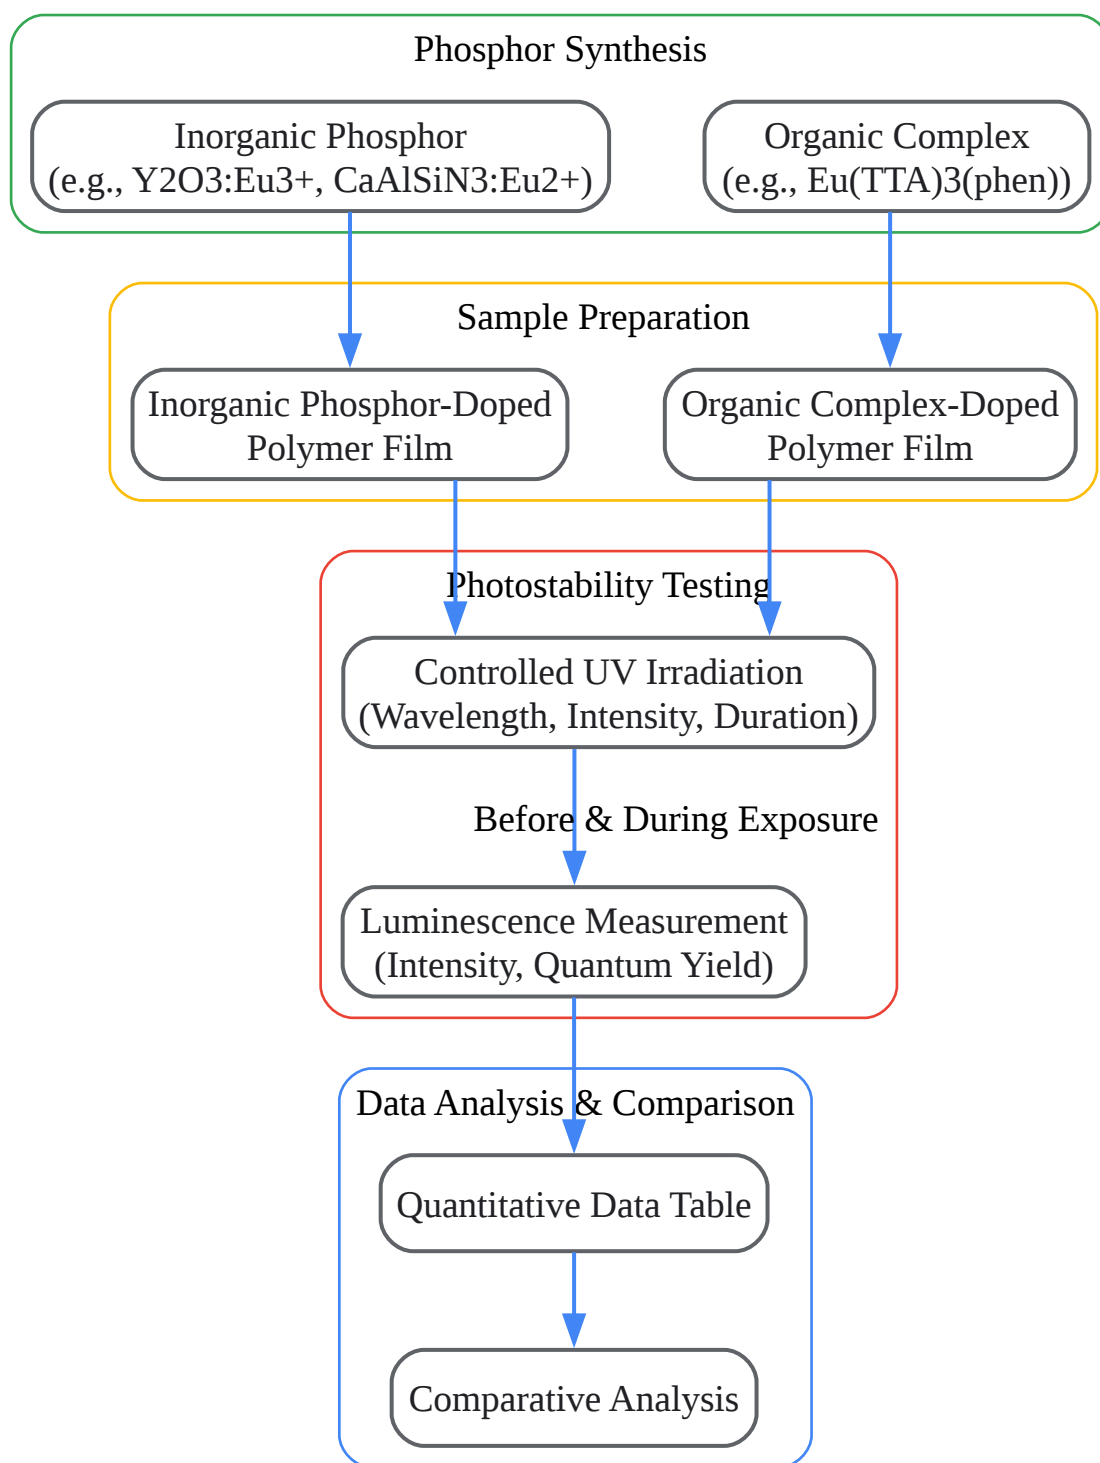 Phosphor Synthesis
Inorganic Phosphor
(e.g., Y2O3:Eu3+, CaAlSiN3:Eu2+)
Organic Complex
(e.g., Eu(TTA)3(phen))
Sample Preparation
Inorganic Phosphor-Doped
Polymer Film
Organic Complex-Doped
Polymer Film
Photostability Testing
Controlled UV Irradiation
(Wavelength, Intensity, Duration)
Before & During Exposure
Luminescence Measurement
(Intensity, Quantum Yield)
Data Analysis & Comparison
Quantitative Data Table
Comparative Analysis